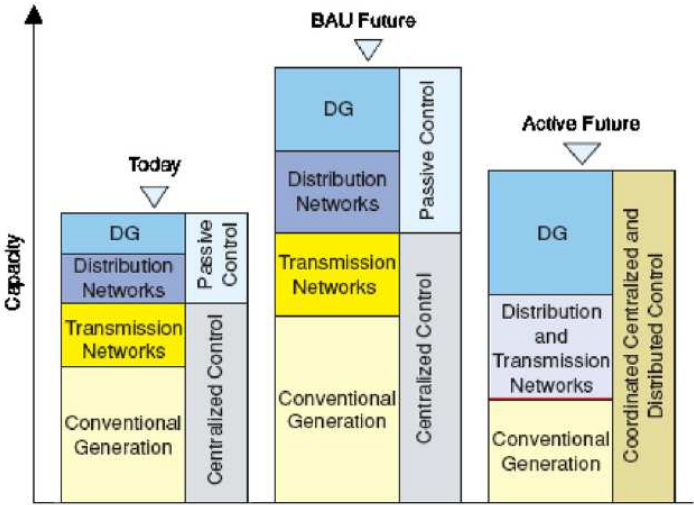 BAU Future
Active Future
Today
Capacity
DG
Distribution
Networks
Transmission
Networks
Conventional
Generation
Passive
Control
Centralized Control
DG
Distribution
Networks
Transmission
Networks
Conventional
Generation
Passive Control
Centralized Control
DG
Distribution
and
Transmission
Networks
Conventional
Generation
Coordinated Centralized and
Distributed Control